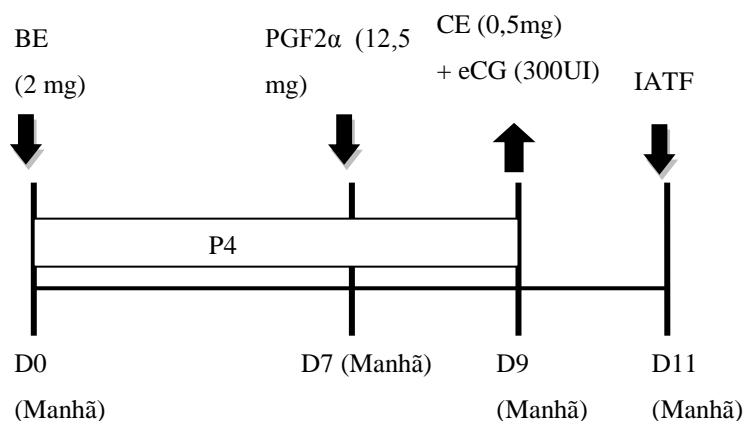 BE
(2 mg)
PGF2α (12,5
mg)
CE (0,5mg)
+ eCG (300UI)
IATF
P4
D0
(Manhã)
D7 (Manhã)
D9
(Manhã)
D11
(Manhã)